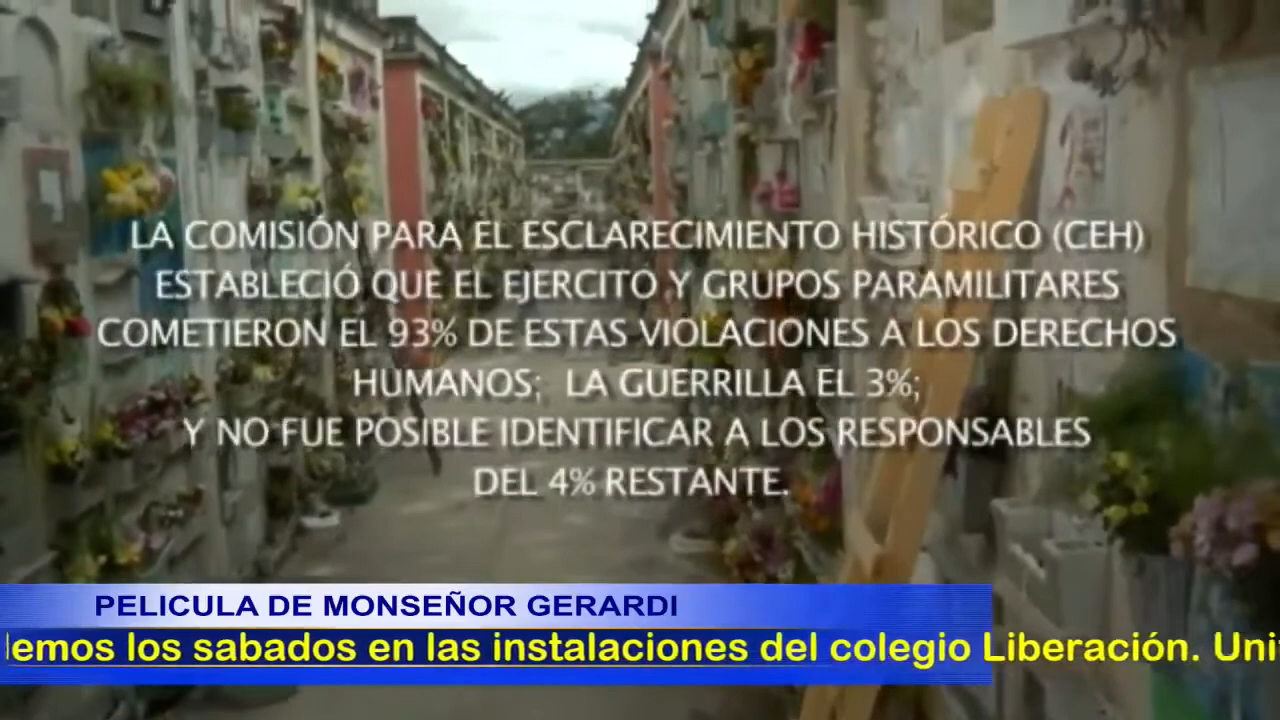 LA COMISIÓN PARA EL ESCLARECIMIENTO HISTÓRICO (CEH)
ESTABLECIÓ QUE EL EJERCITO Y GRUPOS PARAMILITARES
COMETIERON EL 93% DE ESTAS VIOLACIONES A LOS DERECHOS
HUMANOS; LA GUERRILLA EL 3%;
Y NO FUE POSIBLE IDENTIFICAR A LOS RESPONSABLES
DEL 4% RESTANTE.
PELICULA DE MONSEÑOR GERARDI
los sabados en las instalaciones del colegio Liberación.